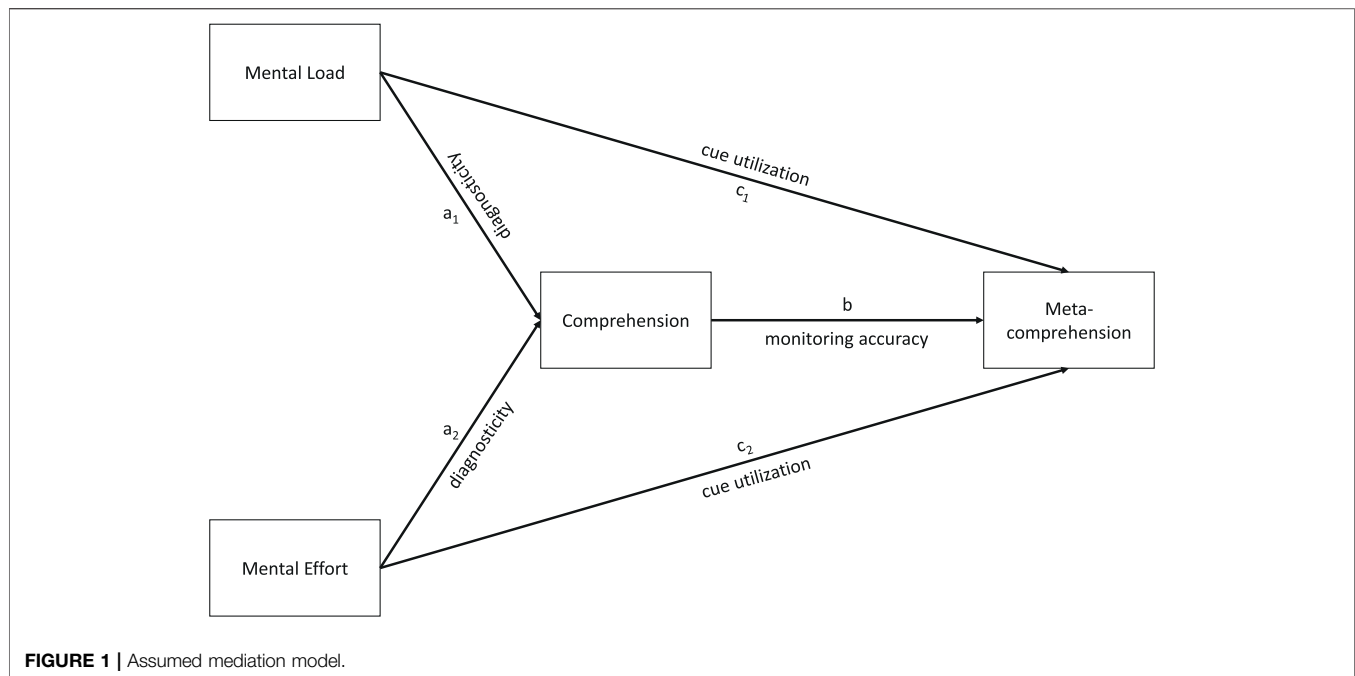 Mental Load
cue utilization
c₁
diagnosticity
a₁
Comprehension
b
monitoring accuracy
Meta-
comprehension
a₂
diagnosticity
c₂
cue utilization
Mental Effort
FIGURE 1 | Assumed mediation model.